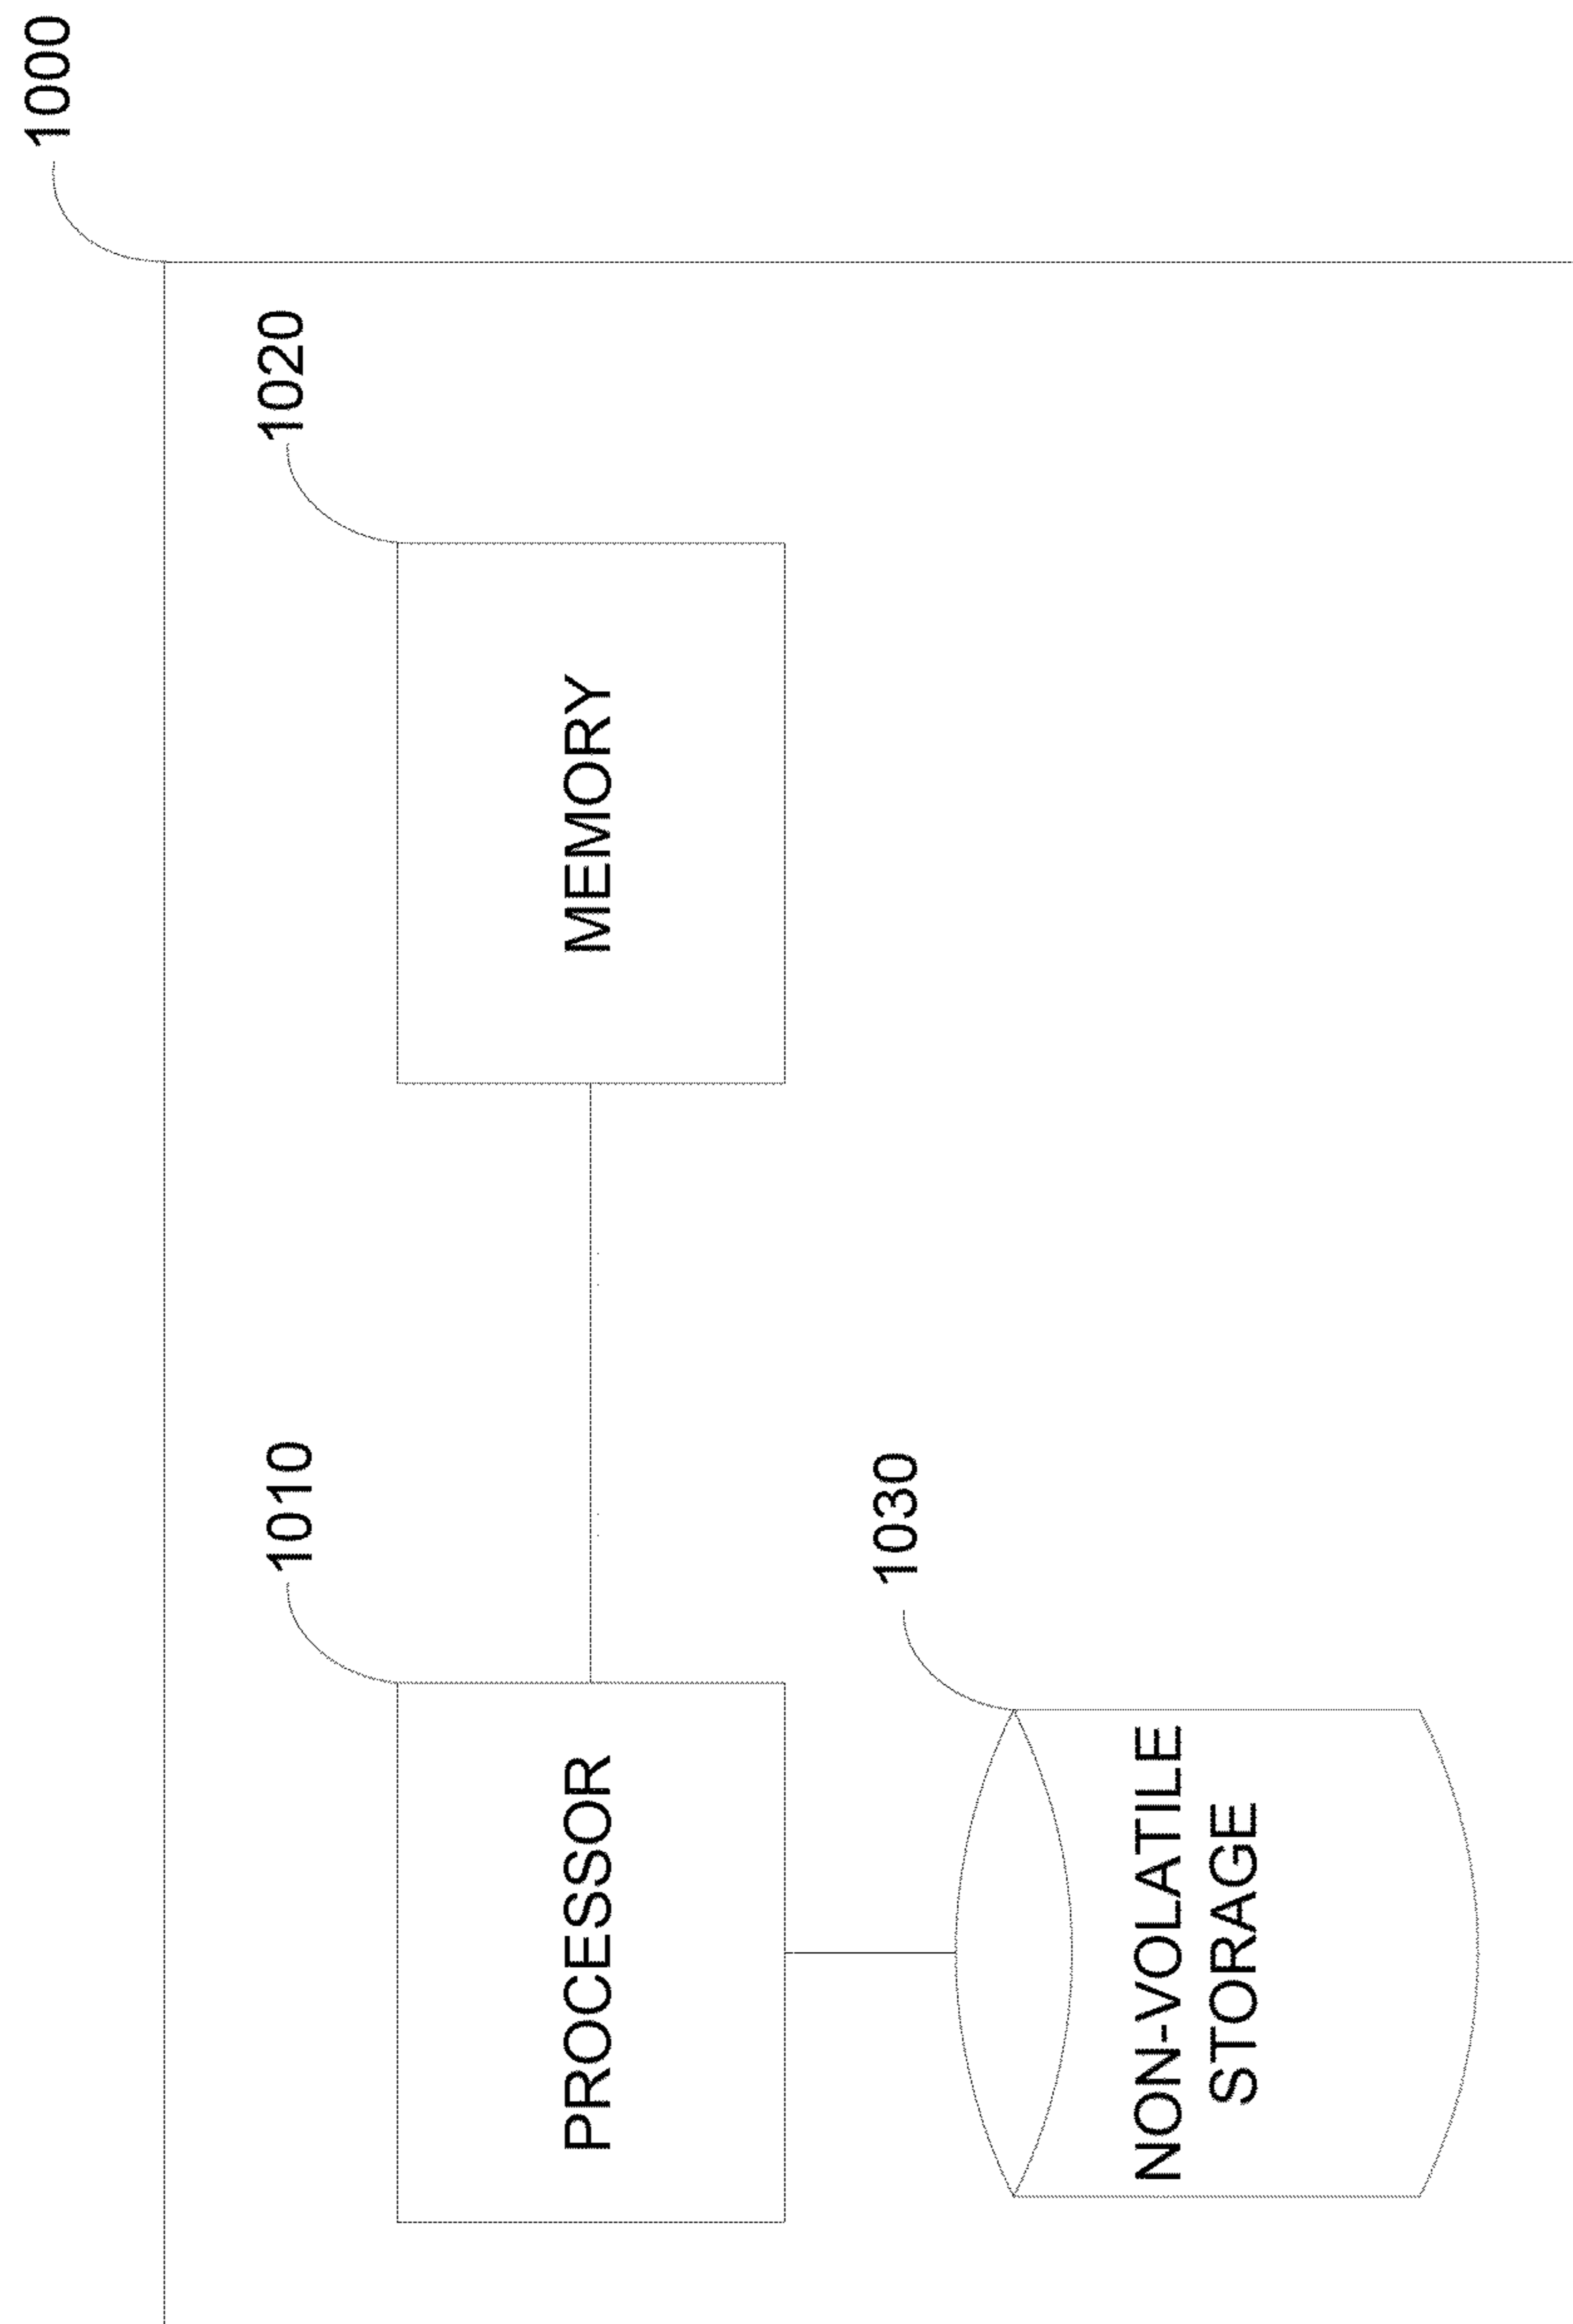 1000
1010
1020
PROCESSOR
MEMORY
1030
NON-VOLATILE
STORAGE